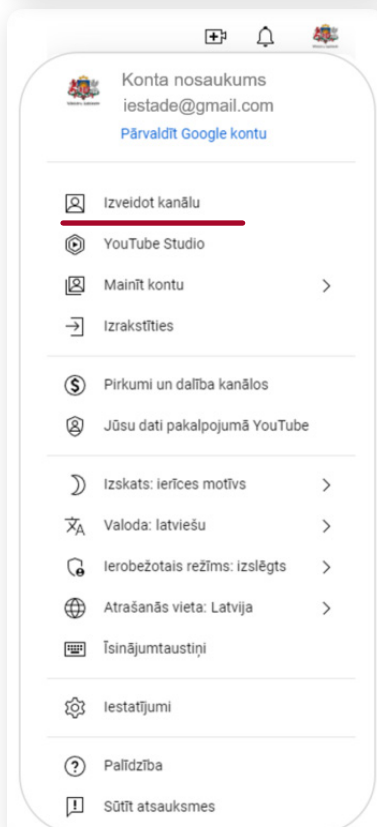 Konta nosaukums
iestade@gmail.com
Pārvaldīt Google kontu
Izveidot kanālu
YouTube Studio
Mainīt kontu
Izrakstīties
Pirkumi un dalība kanālos
Jūsu dati pakalpojumā YouTube
Izskats: ierīces motīvs
Valoda: latviešu
Ierobežotais režīms: izslēgts
Atrašanās vieta: Latvija
Īsinājumtaustiņi
Iestatījumi
Palīdzība
Sūtīt atsauksmes